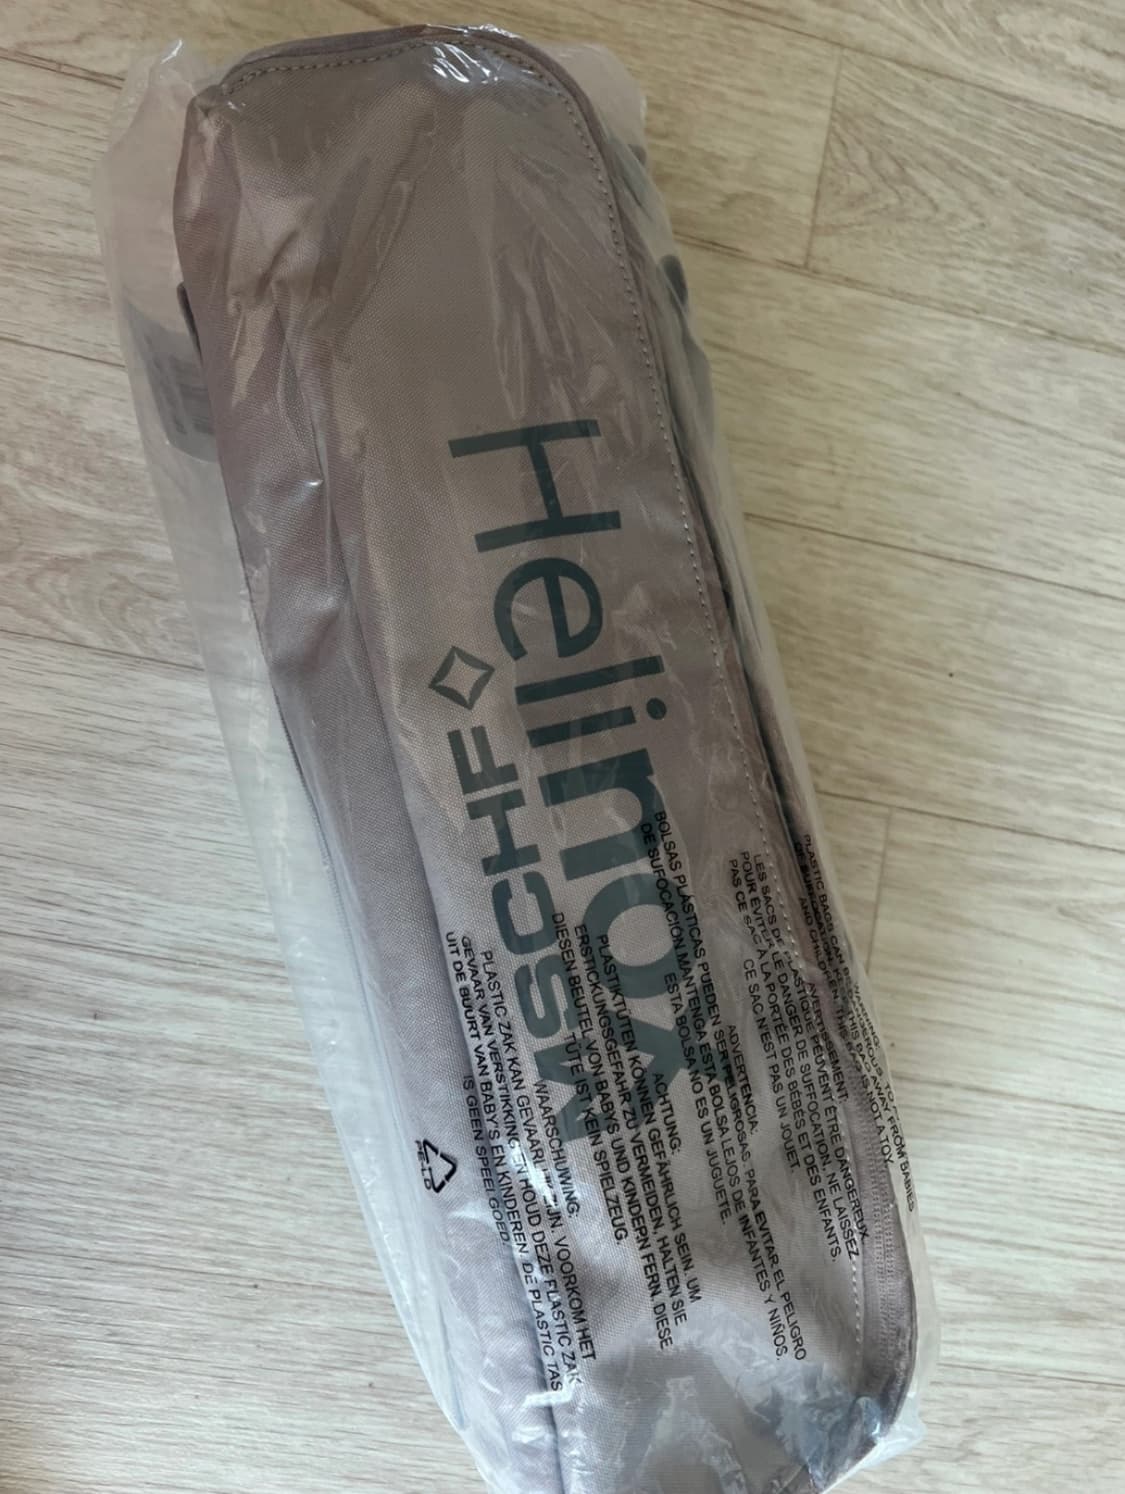 Helinox
WARNING:
PLASTIC BAGS CAN BE DANGEROUS. TO
KEEP THIS BAG AWAY FROM BABIES
AND CHILDREN. THIS BAG IS NOT A TOY.
AVERTISSEMENT:
LES SACS DE PLASTIQUE PEUVENT ÊTRE DANGEREUX.
POUR ÉVITER LE DANGER DE SUFFOCATION, NE LAISSEZ
PAS CE SAC À LA PORTÉE DES BÉBÉS ET DES ENFANTS.
CE SAC N'EST PAS UN JOUET.
ADVERTENCIA:
BOLSAS PLÁSTICAS PUEDEN SER PELIGROSAS. PARA EVITAR EL PELIGRO
DE SUFOCACIÓN MANTENGA ESTA BOLSA LEJOS DE INFANTES Y NIÑOS.
ESTA BOLSA NO ES UN JUGUETE.
ACHTUNG:
PLASTIKTÜTEN KÖNNEN GEFÄHRLICH SEIN. UM
ERSTICKUNGSGEFAHR ZU VERMEIDEN, HALTEN SIE
DIESEN BEUTEL VON BABYS UND KINDERN FERN. DIESE
TÜTE IST KEIN SPIELZEUG.
WAARSCHUWING:
PLASTIC ZAK KAN GEVAARLIJK ZIJN. VOORKOM HET
GEVAAR VAN VERSTIKKING EN HOUD DEZE PLASTIC ZAK
UIT DE BUURT VAN BABY'S EN KINDEREN. DE PLASTIC TAS
IS GEEN SPEELGOED.
PE-LD